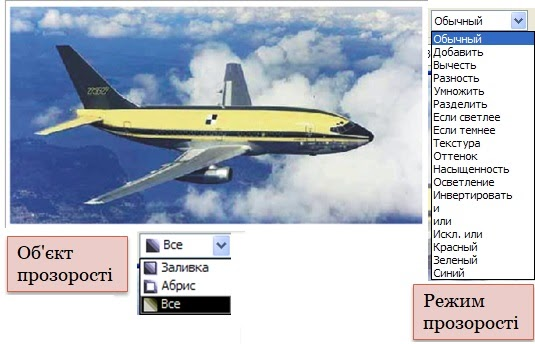 Обычный
Обычный
Добавить
Вычесть
Разность
Умножить
Разделить
Если светлее
Если темнее
Текстура
Оттенок
Насыщенность
Осветление
Инвертировать
и
или
Искл. или
Красный
Зеленый
Синий
Об'єкт
прозорості
Все
Заливка
Абрис
Все
Режим
прозорості